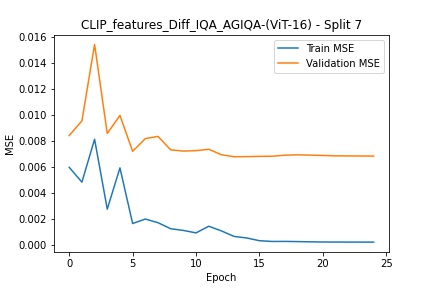 CLIP_features_Diff_IQA_AGIQA-(ViT-16) - Split 7
0.016
0.014
0.012
0.010
0.008
0.006
0.004
0.002
0.000
MSE
Train MSE
Validation MSE
0 5 10 15 20 25
Epoch